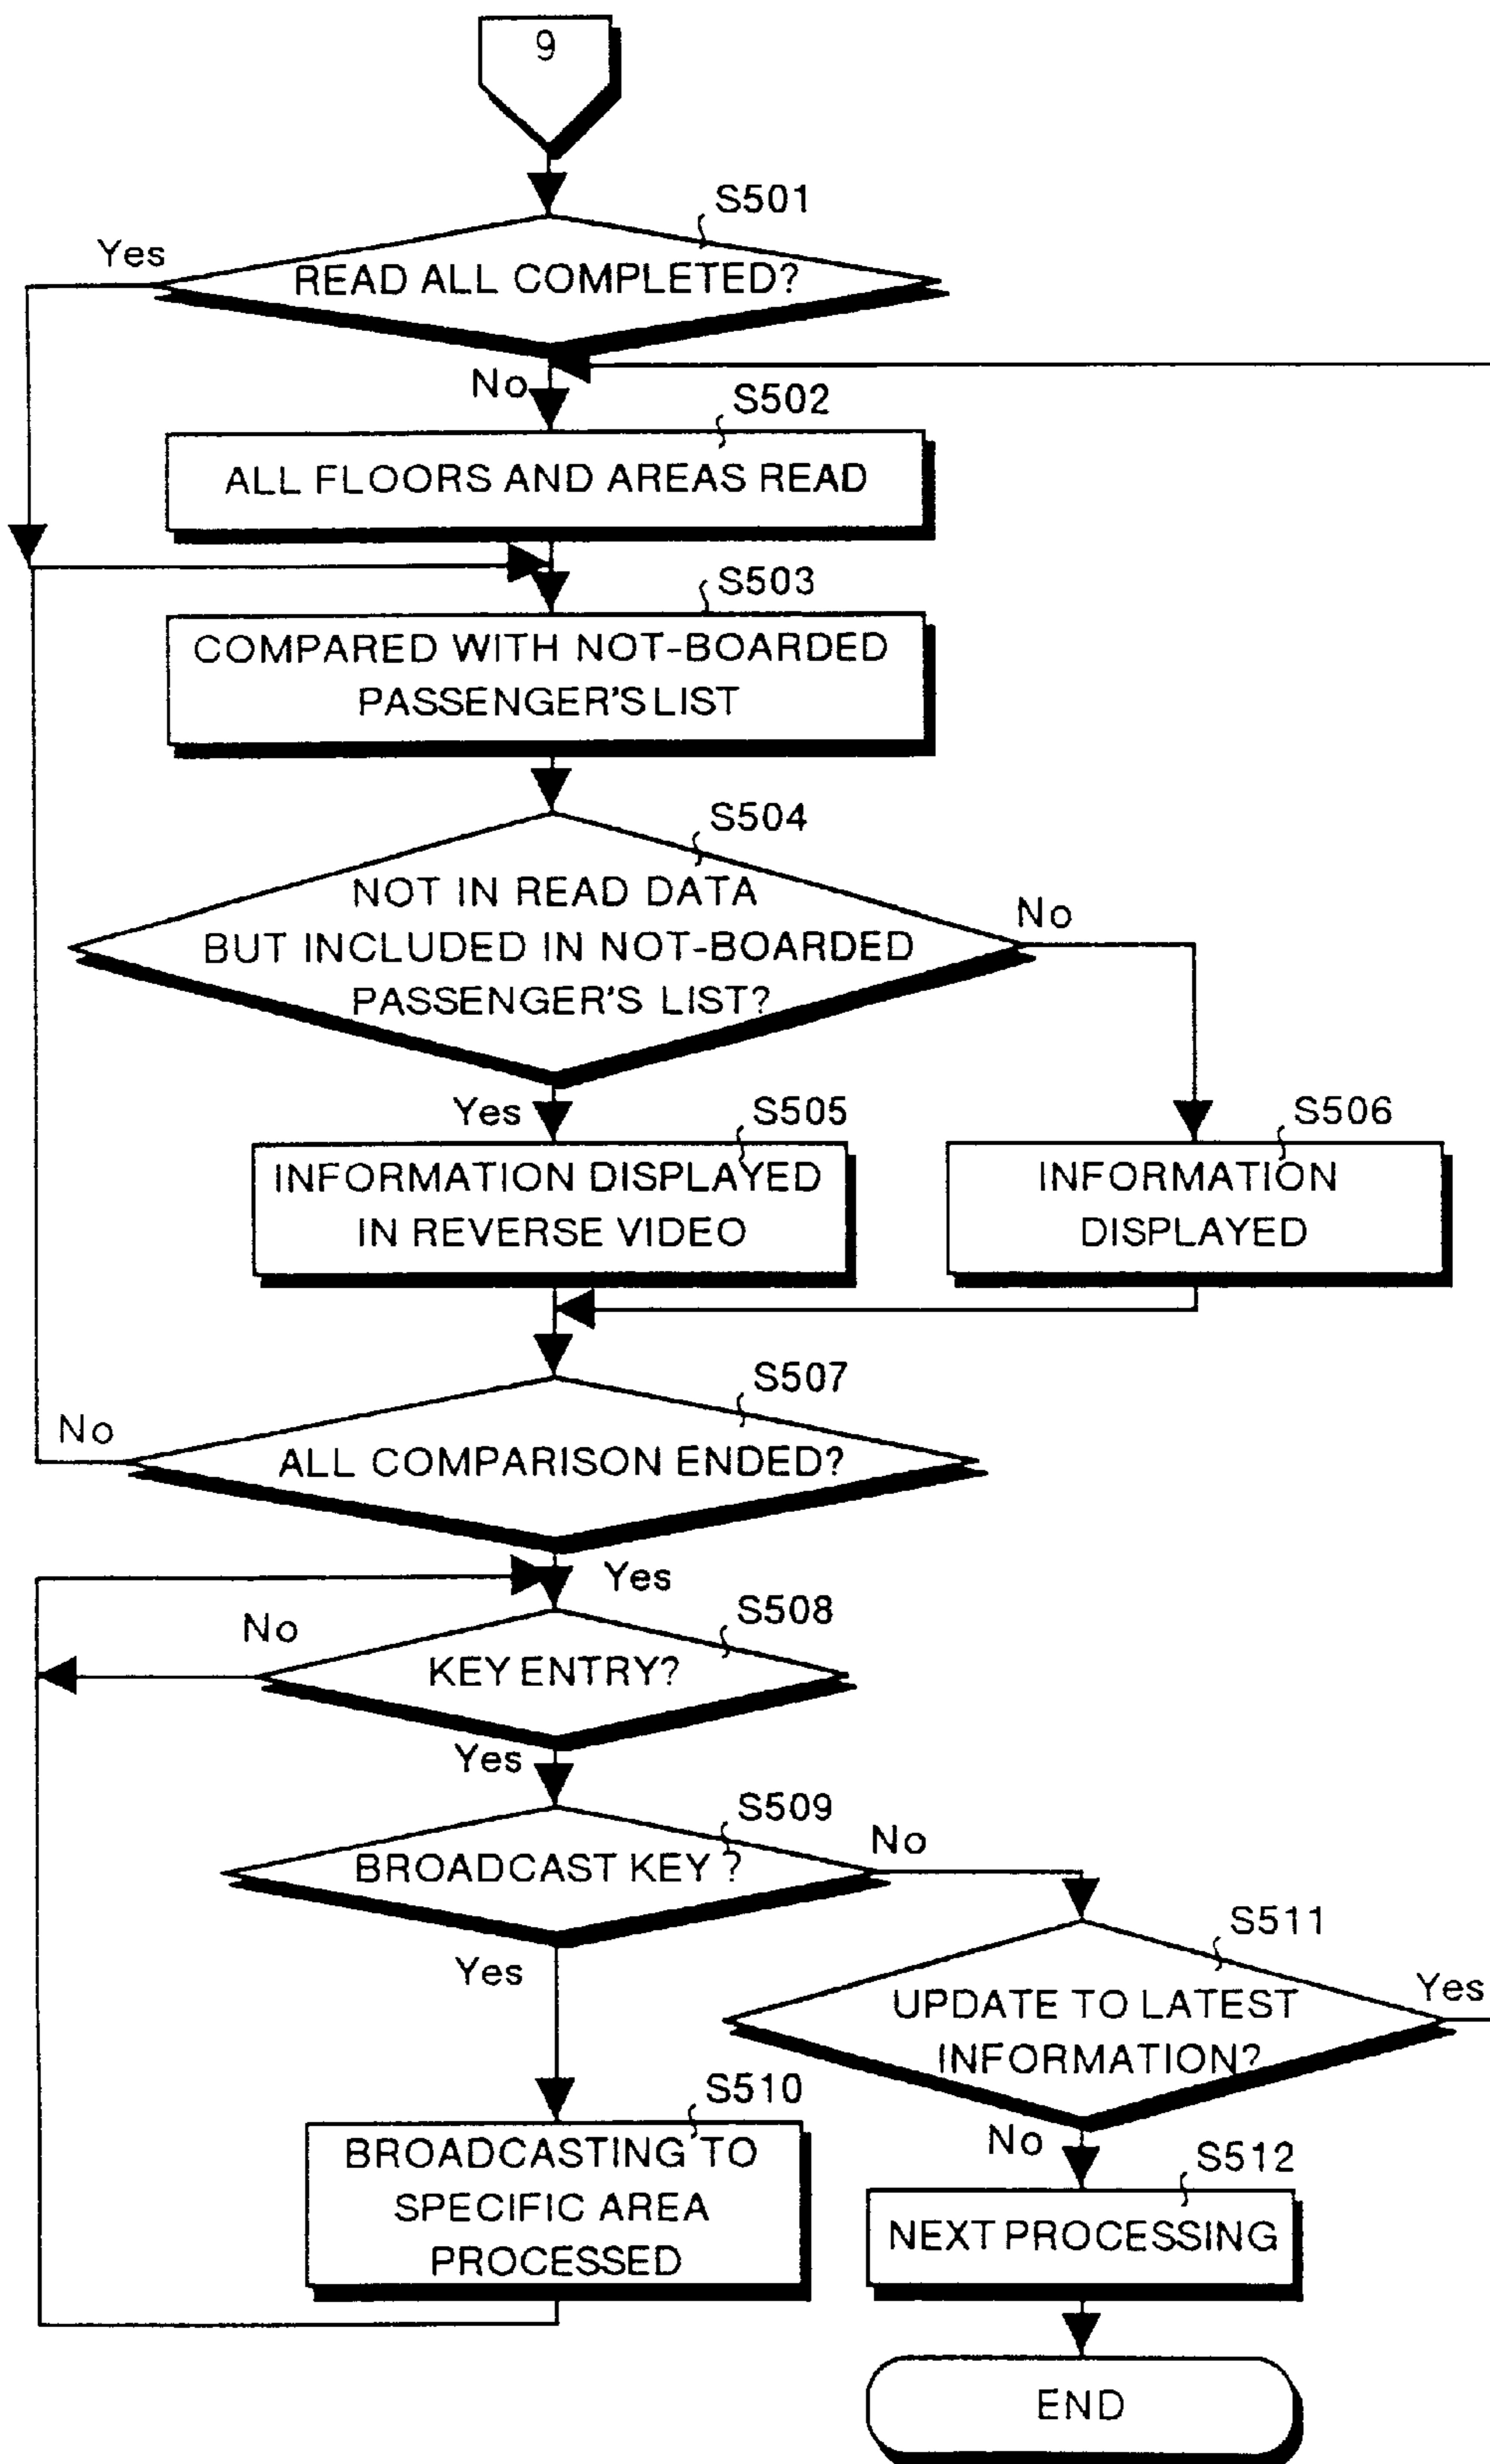 9
S501
Yes
READ ALL COMPLETED?
No
S502
ALL FLOORS AND AREAS READ
S503
COMPARED WITH NOT-BOARDED
PASSENGER'S LIST
S504
NOT IN READ DATA
BUT INCLUDED IN NOT-BOARDED
PASSENGER'S LIST?
No
Yes
S505
INFORMATION DISPLAYED
IN REVERSE VIDEO
S506
INFORMATION
DISPLAYED
S507
No
ALL COMPARISON ENDED?
Yes
S508
No
KEY ENTRY?
Yes
S509
No
BROADCAST KEY ?
Yes
S511
UPDATE TO LATEST
INFORMATION?
Yes
S510
BROADCASTING TO
SPECIFIC AREA
PROCESSED
No
S512
NEXT PROCESSING
END